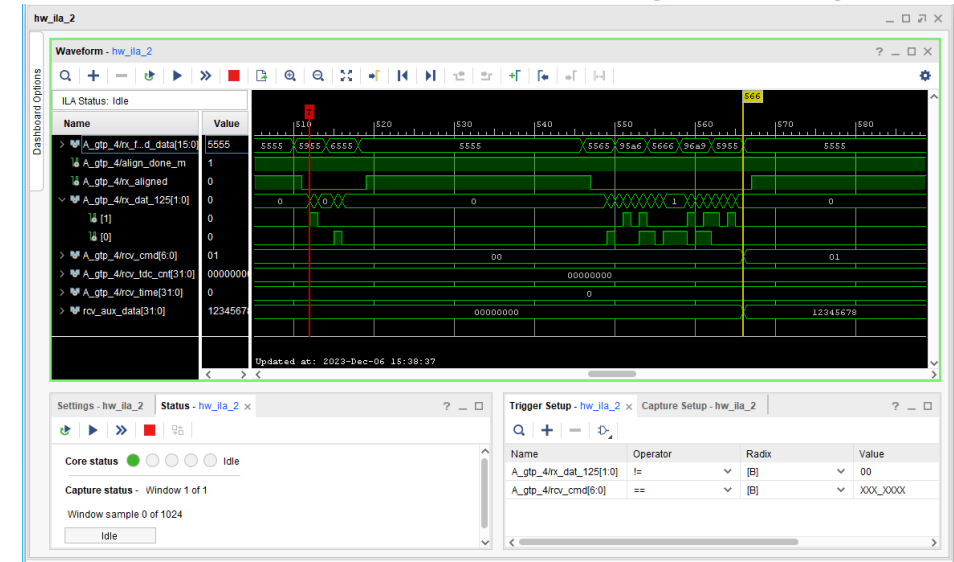 hw_ila_2
Dashboard Options
Waveform - hw_ila_2
ILA Status: Idle
Name Value
566
510 520 530 540 550 560 570 580
A_gtp_4/rx_f...d_data[15:0] 5555 5555 5955 6555 5555 5565 95a6 5666 96a9 5955 5555
A_gtp_4/align_done_m 1
A_gtp_4/rx_aligned 0
A_gtp_4/rx_dat_125[1:0] 0 0 0 0 1 0
[1] 0
[0] 0
A_gtp_4/rcv_cmd[6:0] 01 00 01
A_gtp_4/rcv_tdc_cnt[31:0] 0000000 00000000
A_gtp_4/rcv_time[31:0] 0 0
rcv_aux_data[31:0] 12345678 00000000 12345678
Updated at: 2023-Dec-06 15:38:37
Settings - hw_ila_2 Status - hw_ila_2
Core status Idle
Capture status - Window 1 of 1
Window sample 0 of 1024
Idle
Trigger Setup - hw_ila_2 Capture Setup - hw_ila_2
Name Operator Radix Value
A_gtp_4/rx_dat_125[1:0] != [B] 00
A_gtp_4/rcv_cmd[6:0] == [B] XXX_XXXX